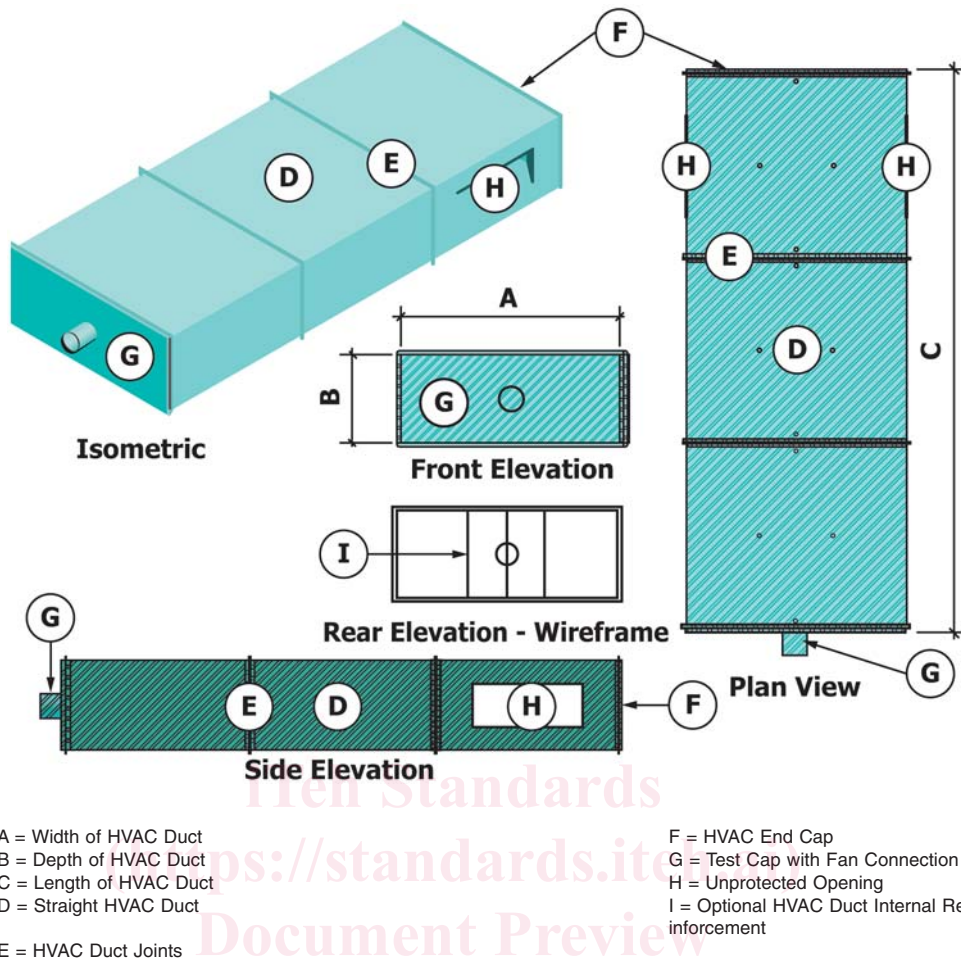 F
D
E
H
G
Isometric
A
B
G
Front Elevation
I
Rear Elevation - Wireframe
G
E
D
H
F
Side Elevation
H
H
E
D
C
G
Plan View
iTeh Standards
(https://standards.iteh.ai)
Document Preview
A = Width of HVAC Duct
B = Depth of HVAC Duct
C = Length of HVAC Duct
D = Straight HVAC Duct
E = HVAC Duct Joints
F = HVAC End Cap
G = Test Cap with Fan Connection
H = Unprotected Opening
I = Optional HVAC Duct Internal Re
inforcement